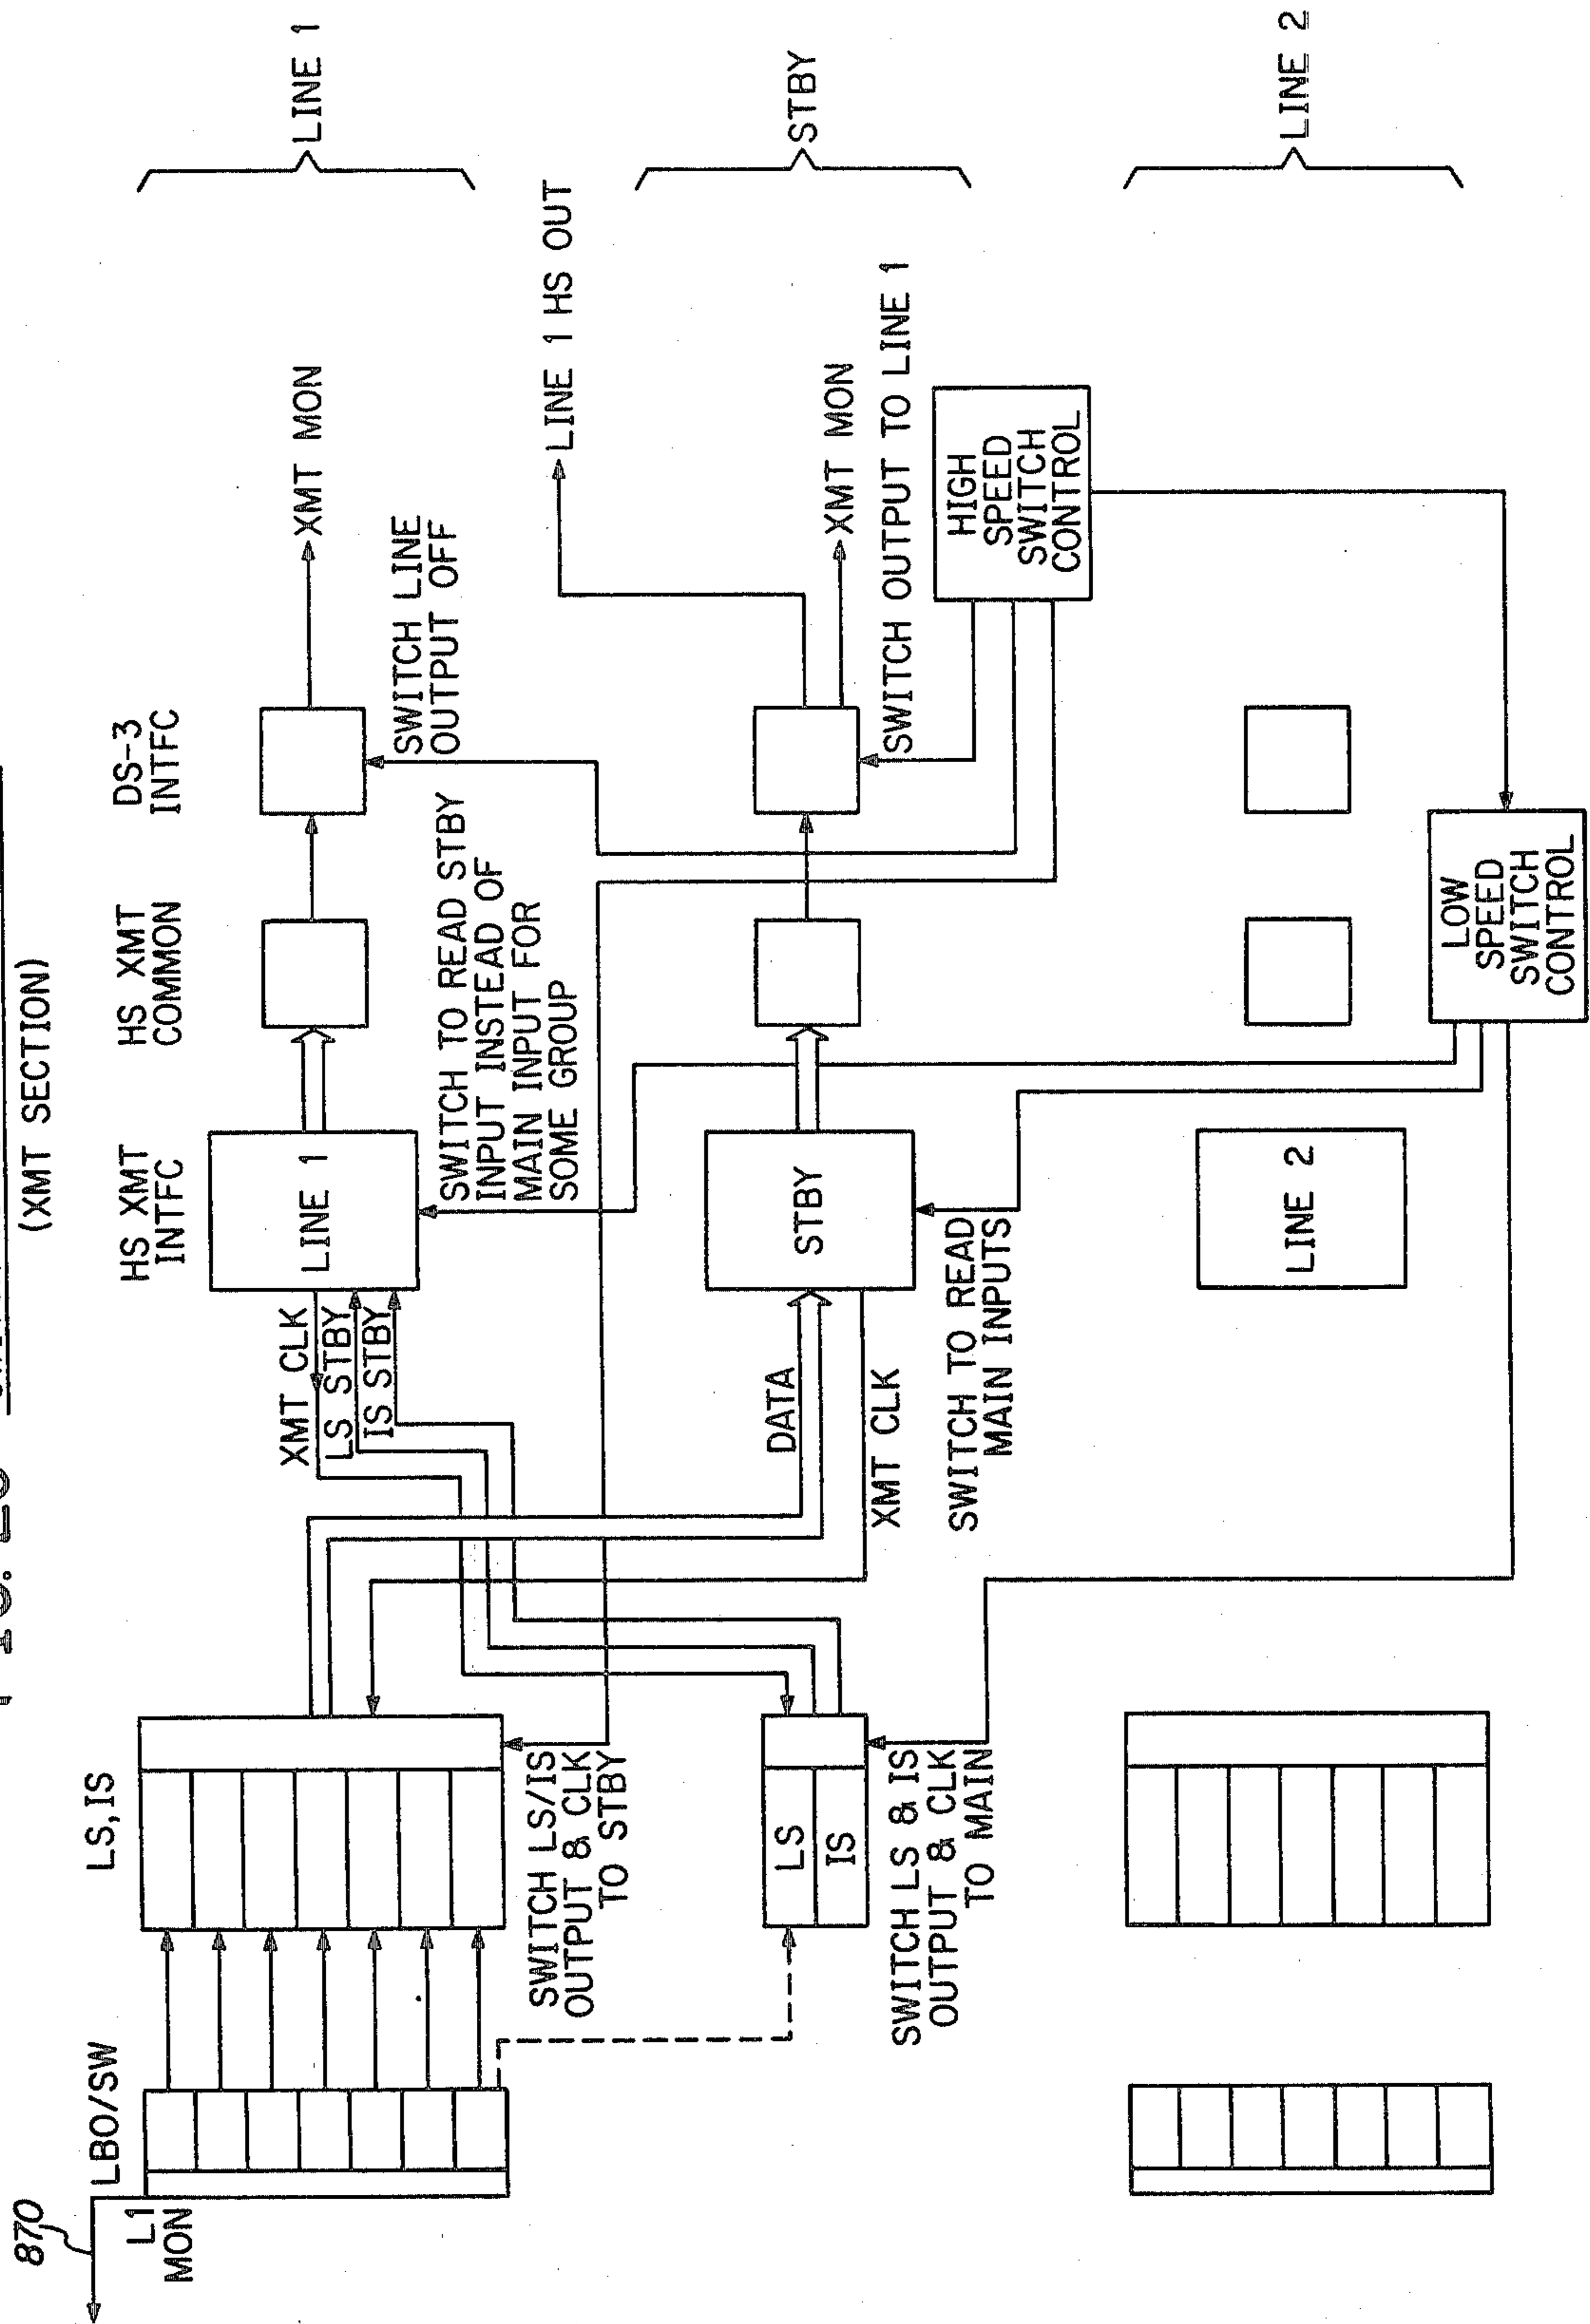 (XMT SECTION)
870
L1
MON
LBO/SW
LS,IS
HS XMT
INTFC
HS XMT
COMMON
DS-3
INTFC
LINE 1
XMT CLK
LS STBY
IS STBY
LINE 1
XMT MON
SWITCH LINE
OUTPUT OFF
SWITCH TO READ STBY
INPUT INSTEAD OF
MAIN INPUT FOR
SOME GROUP
SWITCH LS/IS
OUTPUT & CLK
TO STBY
LINE 1 HS OUT
STBY
LS
IS
DATA
XMT CLK
STBY
XMT MON
SWITCH OUTPUT TO LINE 1
SWITCH LS & IS
OUTPUT & CLK
TO MAIN
SWITCH TO READ
MAIN INPUTS
HIGH
SPEED
SWITCH
CONTROL
LINE 2
LINE 2
LOW
SPEED
SWITCH
CONTROL